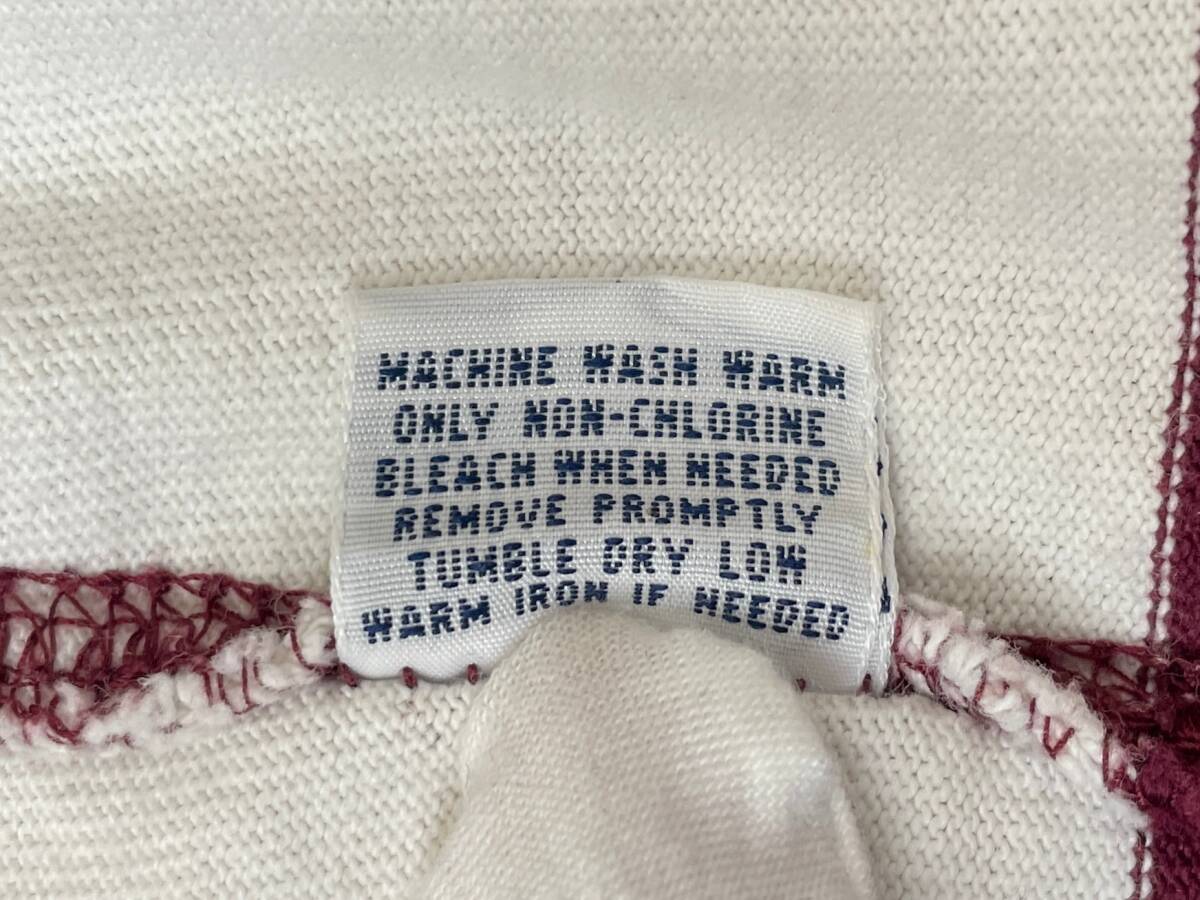 MACHINE WASH WARM
ONLY NON-CHLORINE
BLEACH WHEN NEEDED
REMOVE PROMPTLY
TUMBLE DRY LOW
WARM IRON IF NEEDED